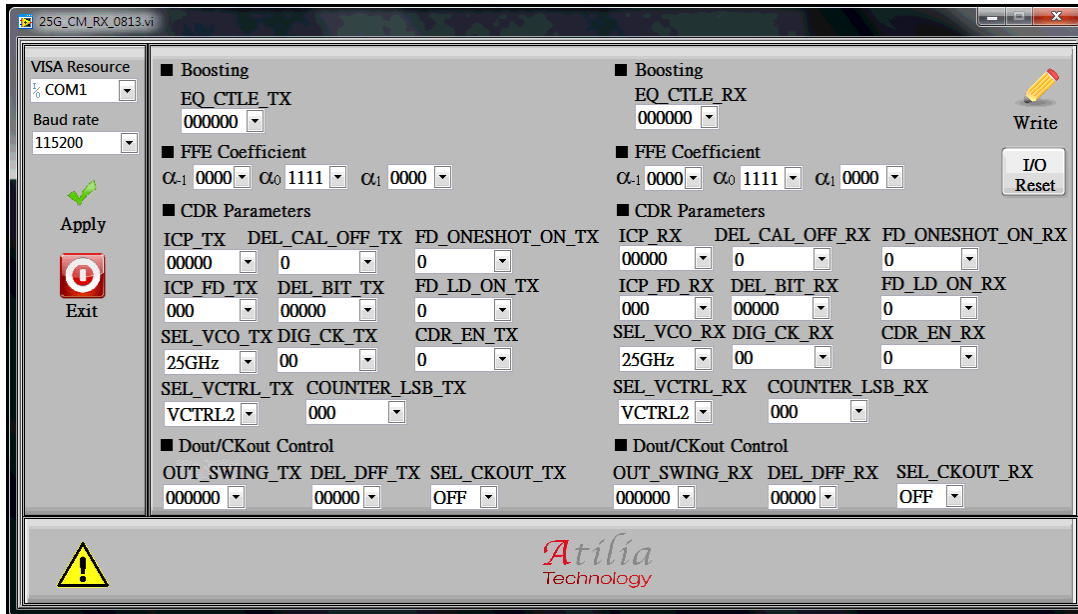 25G_CM_RX_0813.vi
VISA Resource
COM1
Baud rate
115200
Apply
Exit
■ Boosting
EQ_CTLE_TX
000000
■ FFE Coefficient
α-1 0000 α0 1111 α1 0000
■ CDR Parameters
ICP_TX DEL_CAL_OFF_TX FD_ONESHOT_ON_TX
00000 0 0
ICP_FD_TX DEL_BIT_TX FD_LD_ON_TX
000 00000 0
SEL_VCO_TX DIG_CK_TX CDR_EN_TX
25GHz 00 0
SEL_VCTRL_TX COUNTER_LSB_TX
VCTRL2 000
■ Dout/CKout Control
OUT_SWING_TX DEL_DFF_TX SEL_CKOUT_TX
000000 00000 OFF
■ Boosting
EQ_CTLE_RX
000000
■ FFE Coefficient
α-1 0000 α0 1111 α1 0000
■ CDR Parameters
ICP_RX DEL_CAL_OFF_RX FD_ONESHOT_ON_RX
00000 0 0
ICP_FD_RX DEL_BIT_RX FD_LD_ON_RX
000 00000 0
SEL_VCO_RX DIG_CK_RX CDR_EN_RX
25GHz 00 0
SEL_VCTRL_RX COUNTER_LSB_RX
VCTRL2 000
■ Dout/CKout Control
OUT_SWING_RX DEL_DFF_RX SEL_CKOUT_RX
000000 00000 OFF
Write
I/O
Reset
Atilia
Technology